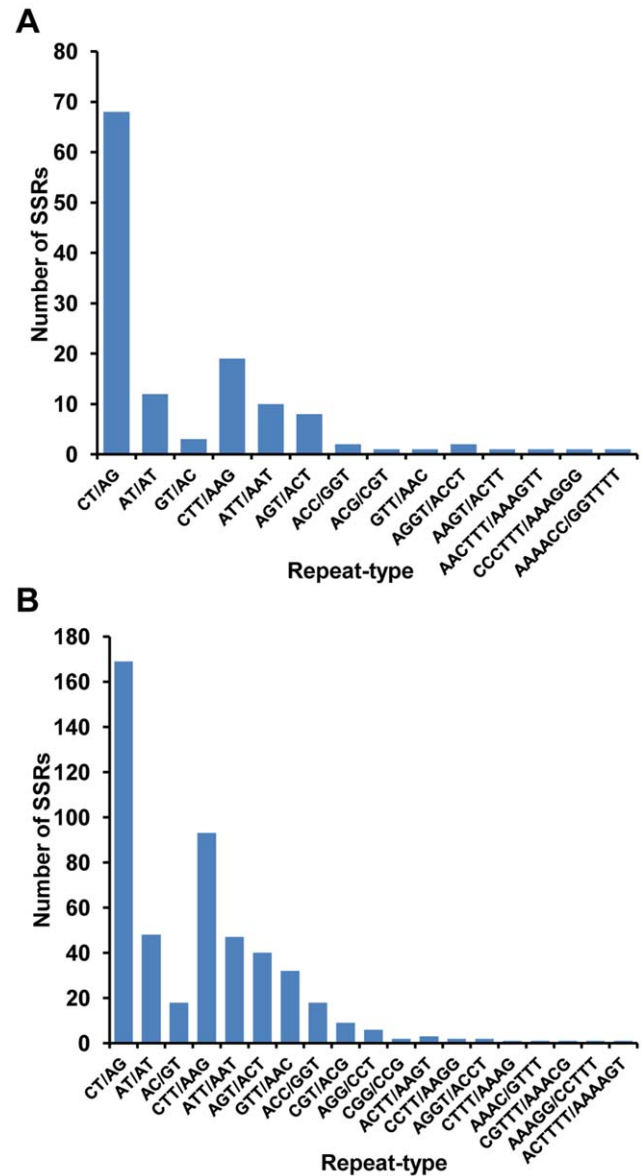 A
80
70
60
50
40
30
20
10
0
Number of SSRs
CT/AG
AT/AT
GT/AC
CTT/AAG
ATT/AAT
AGT/ACT
ACC/GGT
ACG/CGT
GTT/AAC
AGGT/ACCT
AAGT/ACTT
AACTTT/AAAGTT
CCCTTT/AAAGGG
AAAACC/GGTTTT
Repeat-type
B
180
160
140
120
100
80
60
40
20
0
Number of SSRs
CT/AG
AT/AT
AC/GT
CTT/AAG
ATT/AAT
AGT/ACT
GTT/AAC
ACC/GGT
CGT/ACG
AGG/CCT
CGG/CCG
ACTT/AAGT
CCTT/AAGG
AGGT/ACCT
CTTT/AAAG
AAAC/GTTT
CGTTT/AAACG
AAAGG/CCTTT
ACTTTT/AAAAGT
Repeat-type